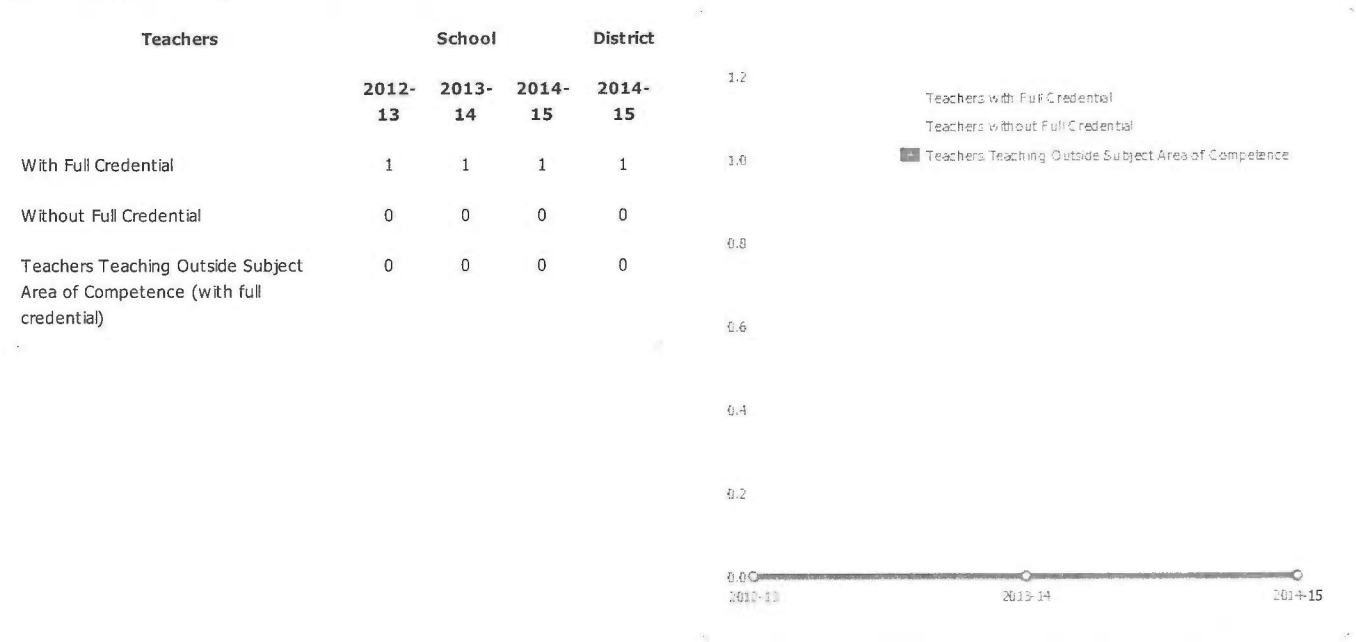 Teachers School District
2012-13 2013-14 2014-15 2014-15
With Full Credential 1 1 1 1
Without Full Credential 0 0 0 0
Teachers Teaching Outside Subject 0 0 0 0
Area of Competence (with full
credential)
1.2
Teachers with Full Credential
Teachers without Full Credential
1.0
Teachers Teaching Outside Subject Area of Competence
0.8
0.6
0.4
0.2
0.0
2012-13 2013-14 2014-15